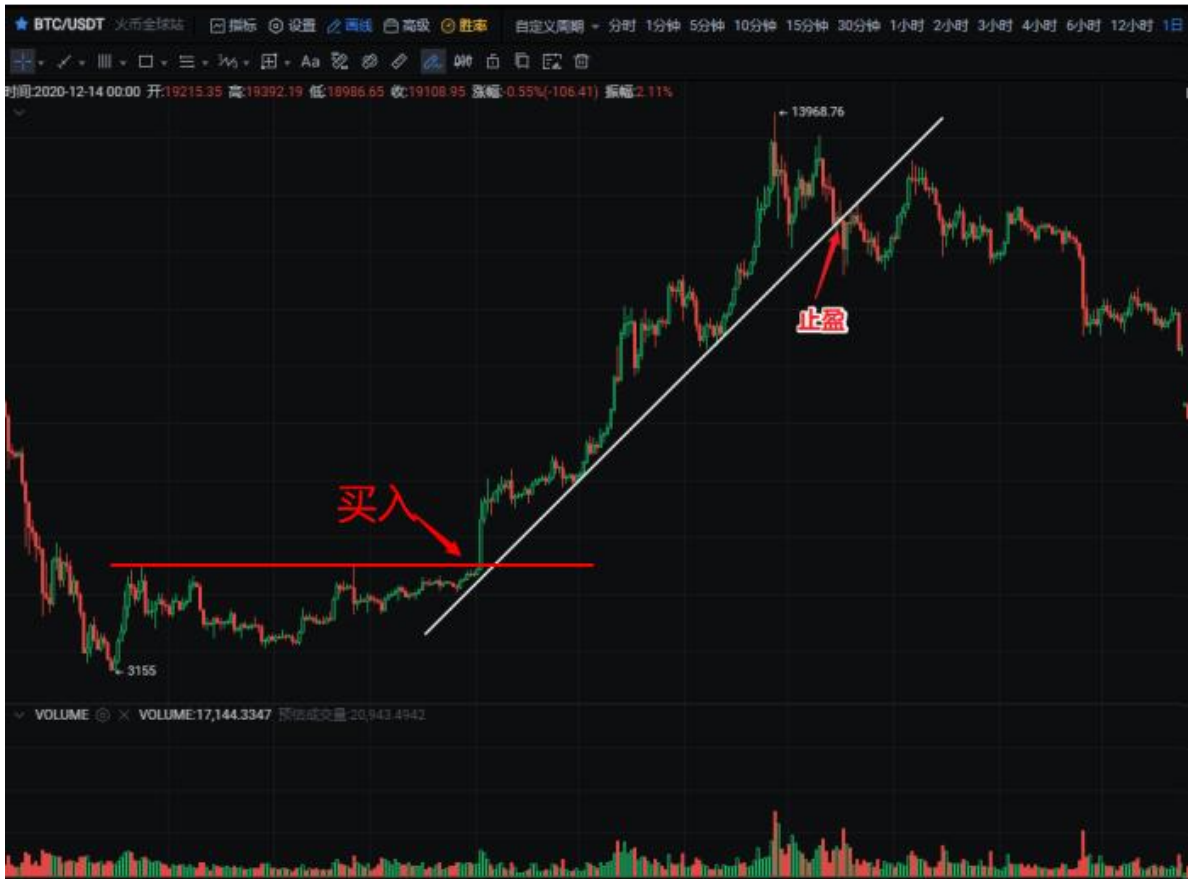 BTC/USDT 火币全球站 指标 设置 画线 高级 胜率 自定义周期 分时 1分钟 5分钟 10分钟 15分钟 30分钟 1小时 2小时 3小时 4小时 6小时 12小时 1日
Aa
时间:2020-12-14 00:00 开:19215.35 高:19392.19 低:18986.65 收:19108.95 涨幅:-0.55%(-106.41) 振幅:2.11%
13968.76
止盈
买入
3155
VOLUME VOLUME:17,144.3347 预估成交量:20,943.4942